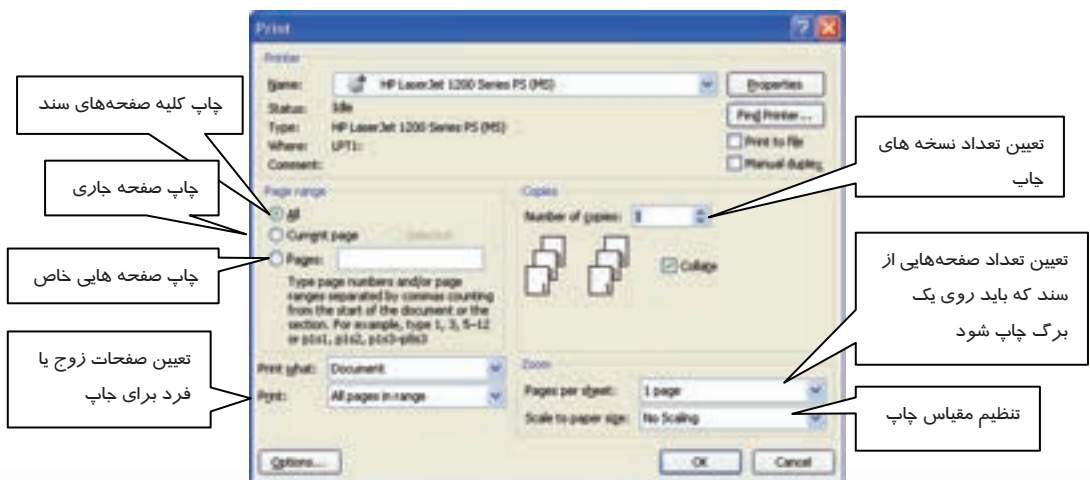 Print
Printer
Name: HP LaserJet 1200 Series PS (MS) Properties
Status: Idle
Find Printer...
Type: HP LaserJet 1200 Series PS (MS)
Where: LPT1:
Print to file
Comment:
Manual duplex
Page range
All
Current page Selection
Pages:
Type page numbers and/or page
ranges separated by commas counting
from the start of the document or the
section. For example, type 1, 3, 5-12
or p1s1, p1s2, p1s3-p8s3
Copies
Number of copies: 1
Collate
Print what: Document
Print: All pages in range
Zoom
Pages per sheet: 1 page
Scale to paper size: No Scaling
Options... OK Cancel
چاپ کلیه صفحه‌های سند
چاپ صفحه جاری
چاپ صفحه هایی خاص
تعیین صفحات زوج یا
فرد برای چاپ
تعیین تعداد نسخه های
چاپ
تعیین تعداد صفحه‌هایی از
سند که باید روی یک
برگ چاپ شود
تنظیم مقیاس چاپ